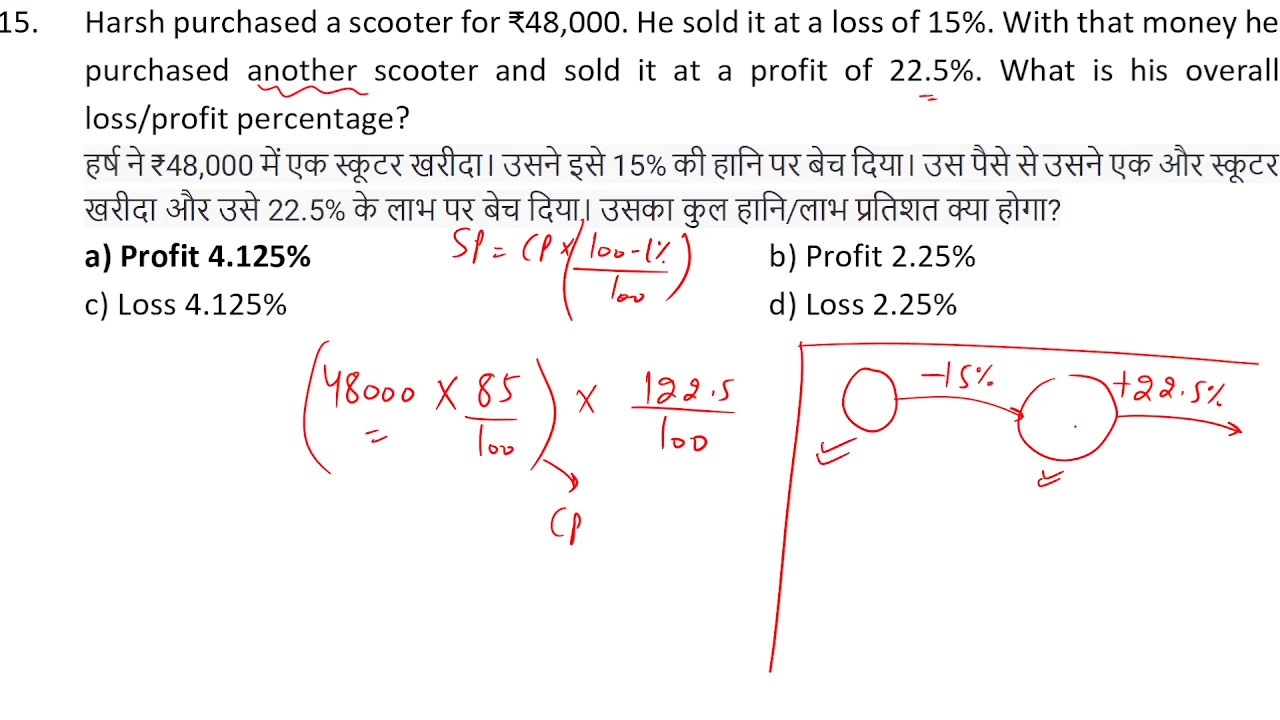 15. Harsh purchased a scooter for ₹48,000. He sold it at a loss of 15%. With that money he
purchased another scooter and sold it at a profit of 22.5%. What is his overall
loss/profit percentage?
हर्ष ने ₹48,000 में एक स्कूटर खरीदा। उसने इसे 15% की हानि पर बेच दिया। उस पैसे से उसने एक और स्कूटर
खरीदा और उसे 22.5% के लाभ पर बेच दिया। उसका कुल हानि/लाभ प्रतिशत क्या होगा?
a) Profit 4.125% b) Profit 2.25%
c) Loss 4.125% d) Loss 2.25%
SP = CP × (100-l% / 100)
(48000 × 85/100) × 122.5/100
CP
-15% +22.5%